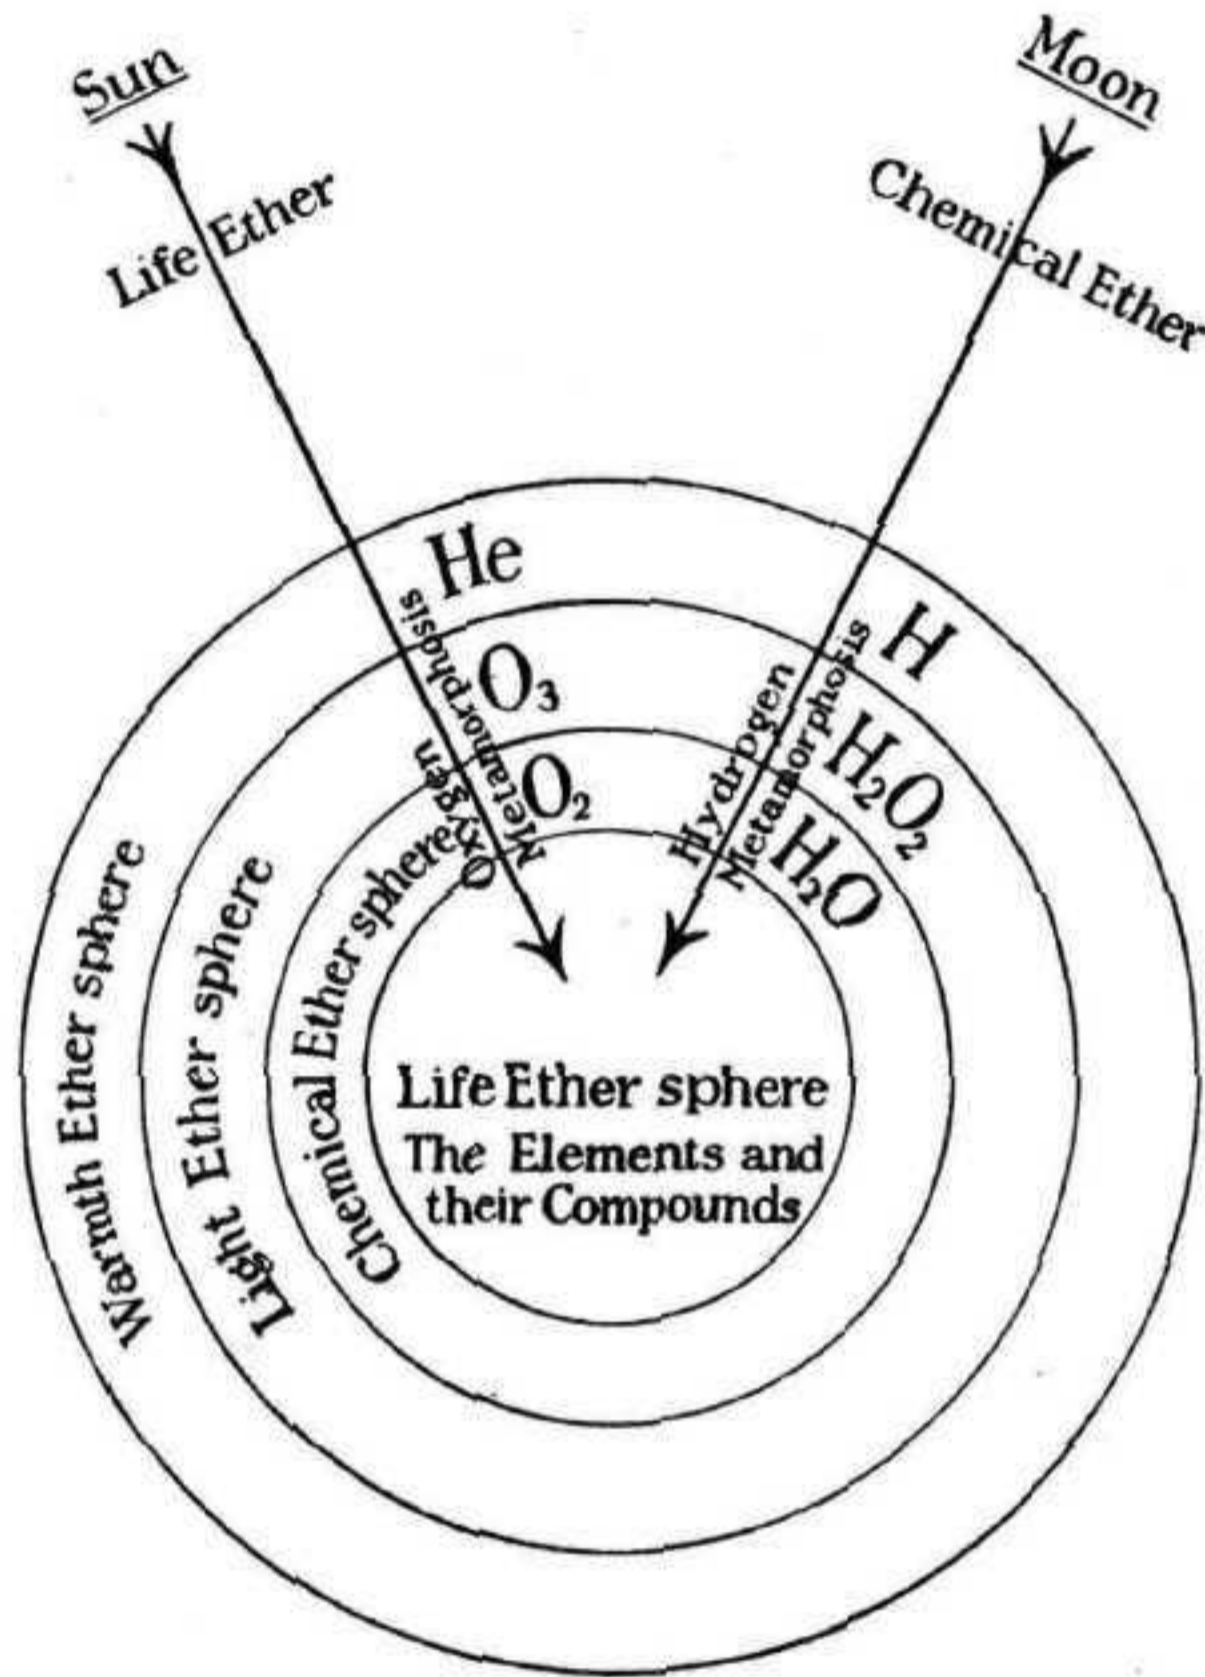 Sun
Moon
Life Ether
Chemical Ether
He
H
O₃
H₂O₂
O₂
H₂O
Oxygen
Metamorphosis
Hydrogen
Metamorphosis
Warmth Ether sphere
Light Ether sphere
Chemical Ether sphere
Life Ether sphere
The Elements and
their Compounds